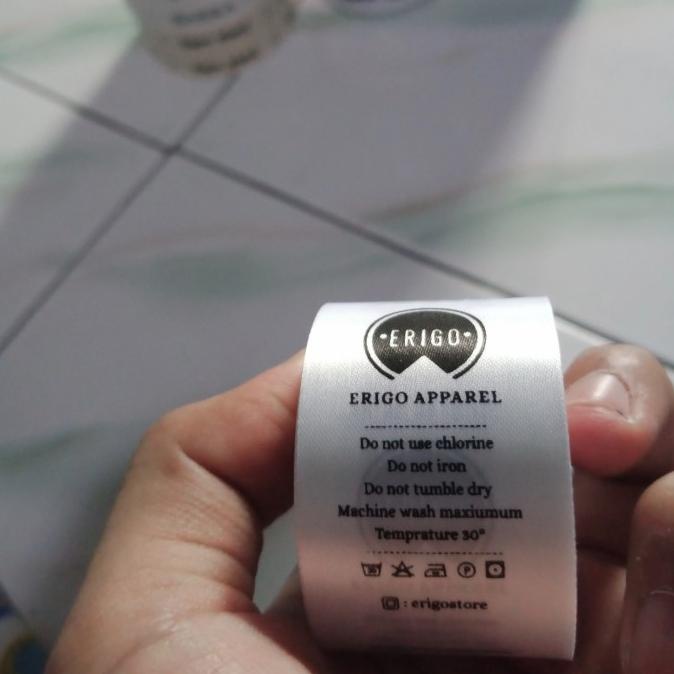 ERIGO
ERIGO APPAREL
Do not use chlorine
Do not iron
Do not tumble dry
Machine wash maxiumum
Temprature 30°
: erigostore